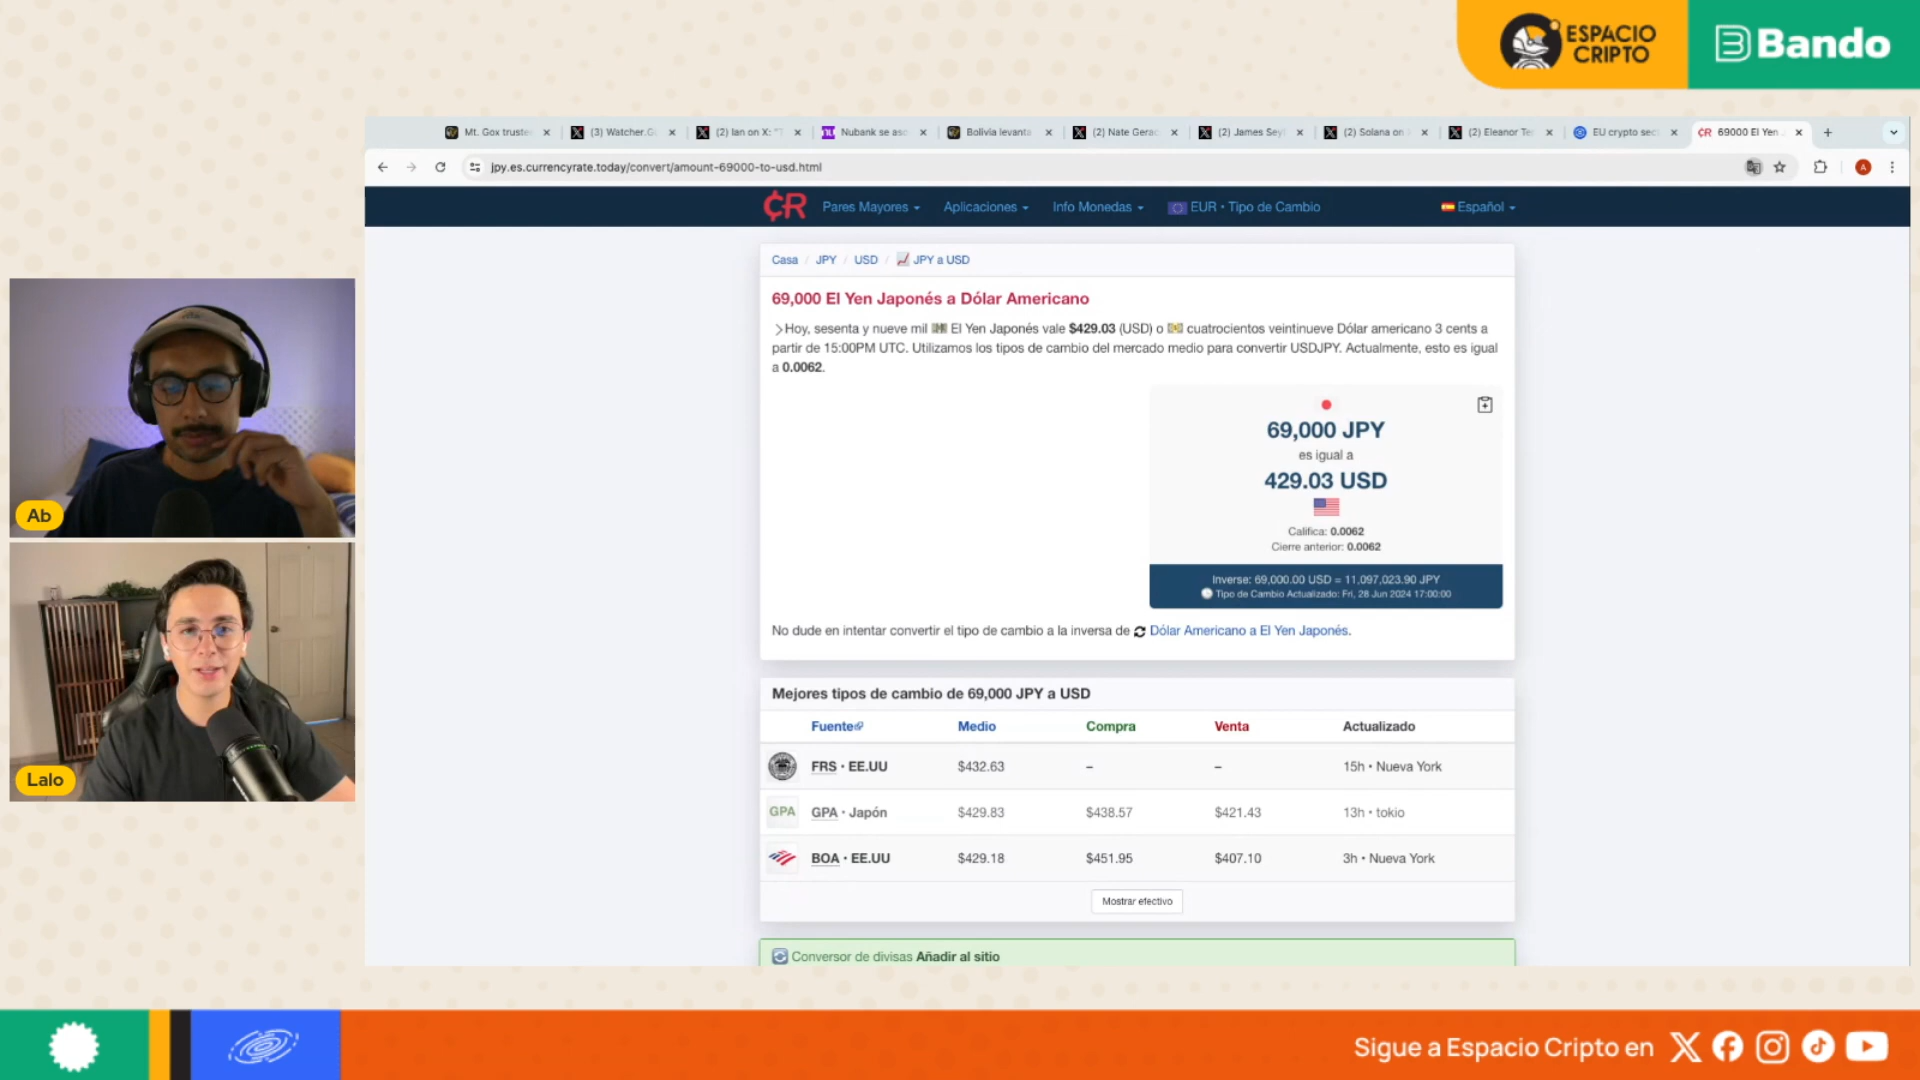 ESPACIO
CRIPTO
Bando
Mt. Gox truste
(3) Watcher.G
(2) Ian on X: "T
Nubank se aso
Bolivia levanta
(2) Nate Gerac
(2) James Sey
(2) Solana on
(2) Eleanor Ter
EU crypto sect
69000 El Yen
jpy.es.currencyrate.today/convert/amount-69000-to-usd.html
A
¢R
Pares Mayores
Aplicaciones
Info Monedas
EUR • Tipo de Cambio
Español
Casa / JPY / USD / JPY a USD
69,000 El Yen Japonés a Dólar Americano
Hoy, sesenta y nueve mil El Yen Japonés vale $429.03 (USD) o cuatrocientos veintinueve Dólar americano 3 cents a
partir de 15:00PM UTC. Utilizamos los tipos de cambio del mercado medio para convertir USDJPY. Actualmente, esto es igual
a 0.0062.
69,000 JPY
es igual a
429.03 USD
Califica: 0.0062
Cierre anterior: 0.0062
Inverse: 69,000.00 USD = 11,097,023.90 JPY
Tipo de Cambio Actualizado: Fri, 28 Jun 2024 17:00:00
No dude en intentar convertir el tipo de cambio a la inversa de Dólar Americano a El Yen Japonés.
Mejores tipos de cambio de 69,000 JPY a USD
Fuente Medio Compra Venta Actualizado
FRS • EE.UU $432.63 – – 15h • Nueva York
GPA GPA • Japón $429.83 $438.57 $421.43 13h • tokio
BOA • EE.UU $429.18 $451.95 $407.10 3h • Nueva York
Mostrar efectivo
Conversor de divisas Añadir al sitio
Ab
Lalo
Sigue a Espacio Cripto en